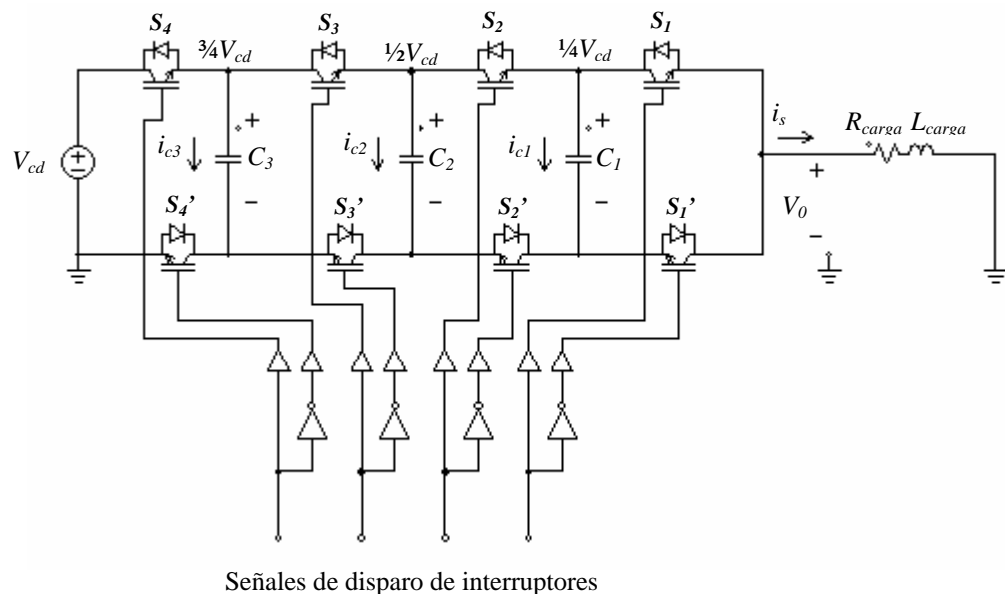 S4 S3 S2 S1
¾Vcd ½Vcd ¼Vcd
is
Rcarga Lcarga
Vcd
+
ic3 C3 ic2 C2 ic1 C1
+ + + +
V0
− − − −
S4’ S3’ S2’ S1’
Señales de disparo de interruptores